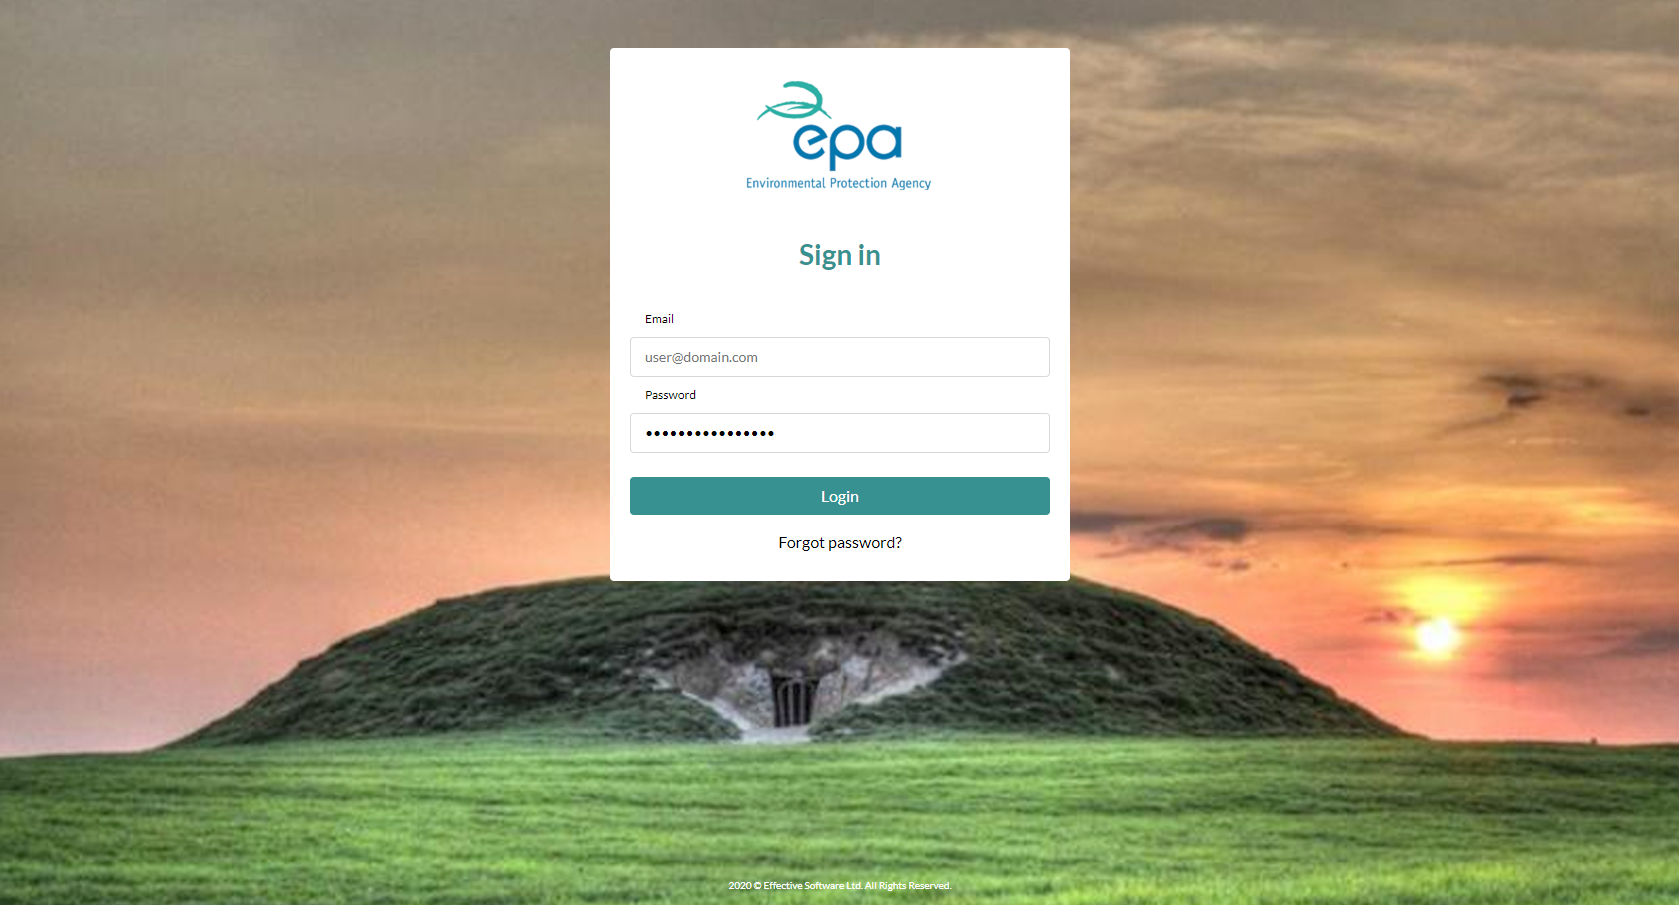 epa
Environmental Protection Agency
Sign in
Email
user@domain.com
Password
••••••••••••••••
Login
Forgot password?
2020 © Effective Software Ltd. All Rights Reserved.